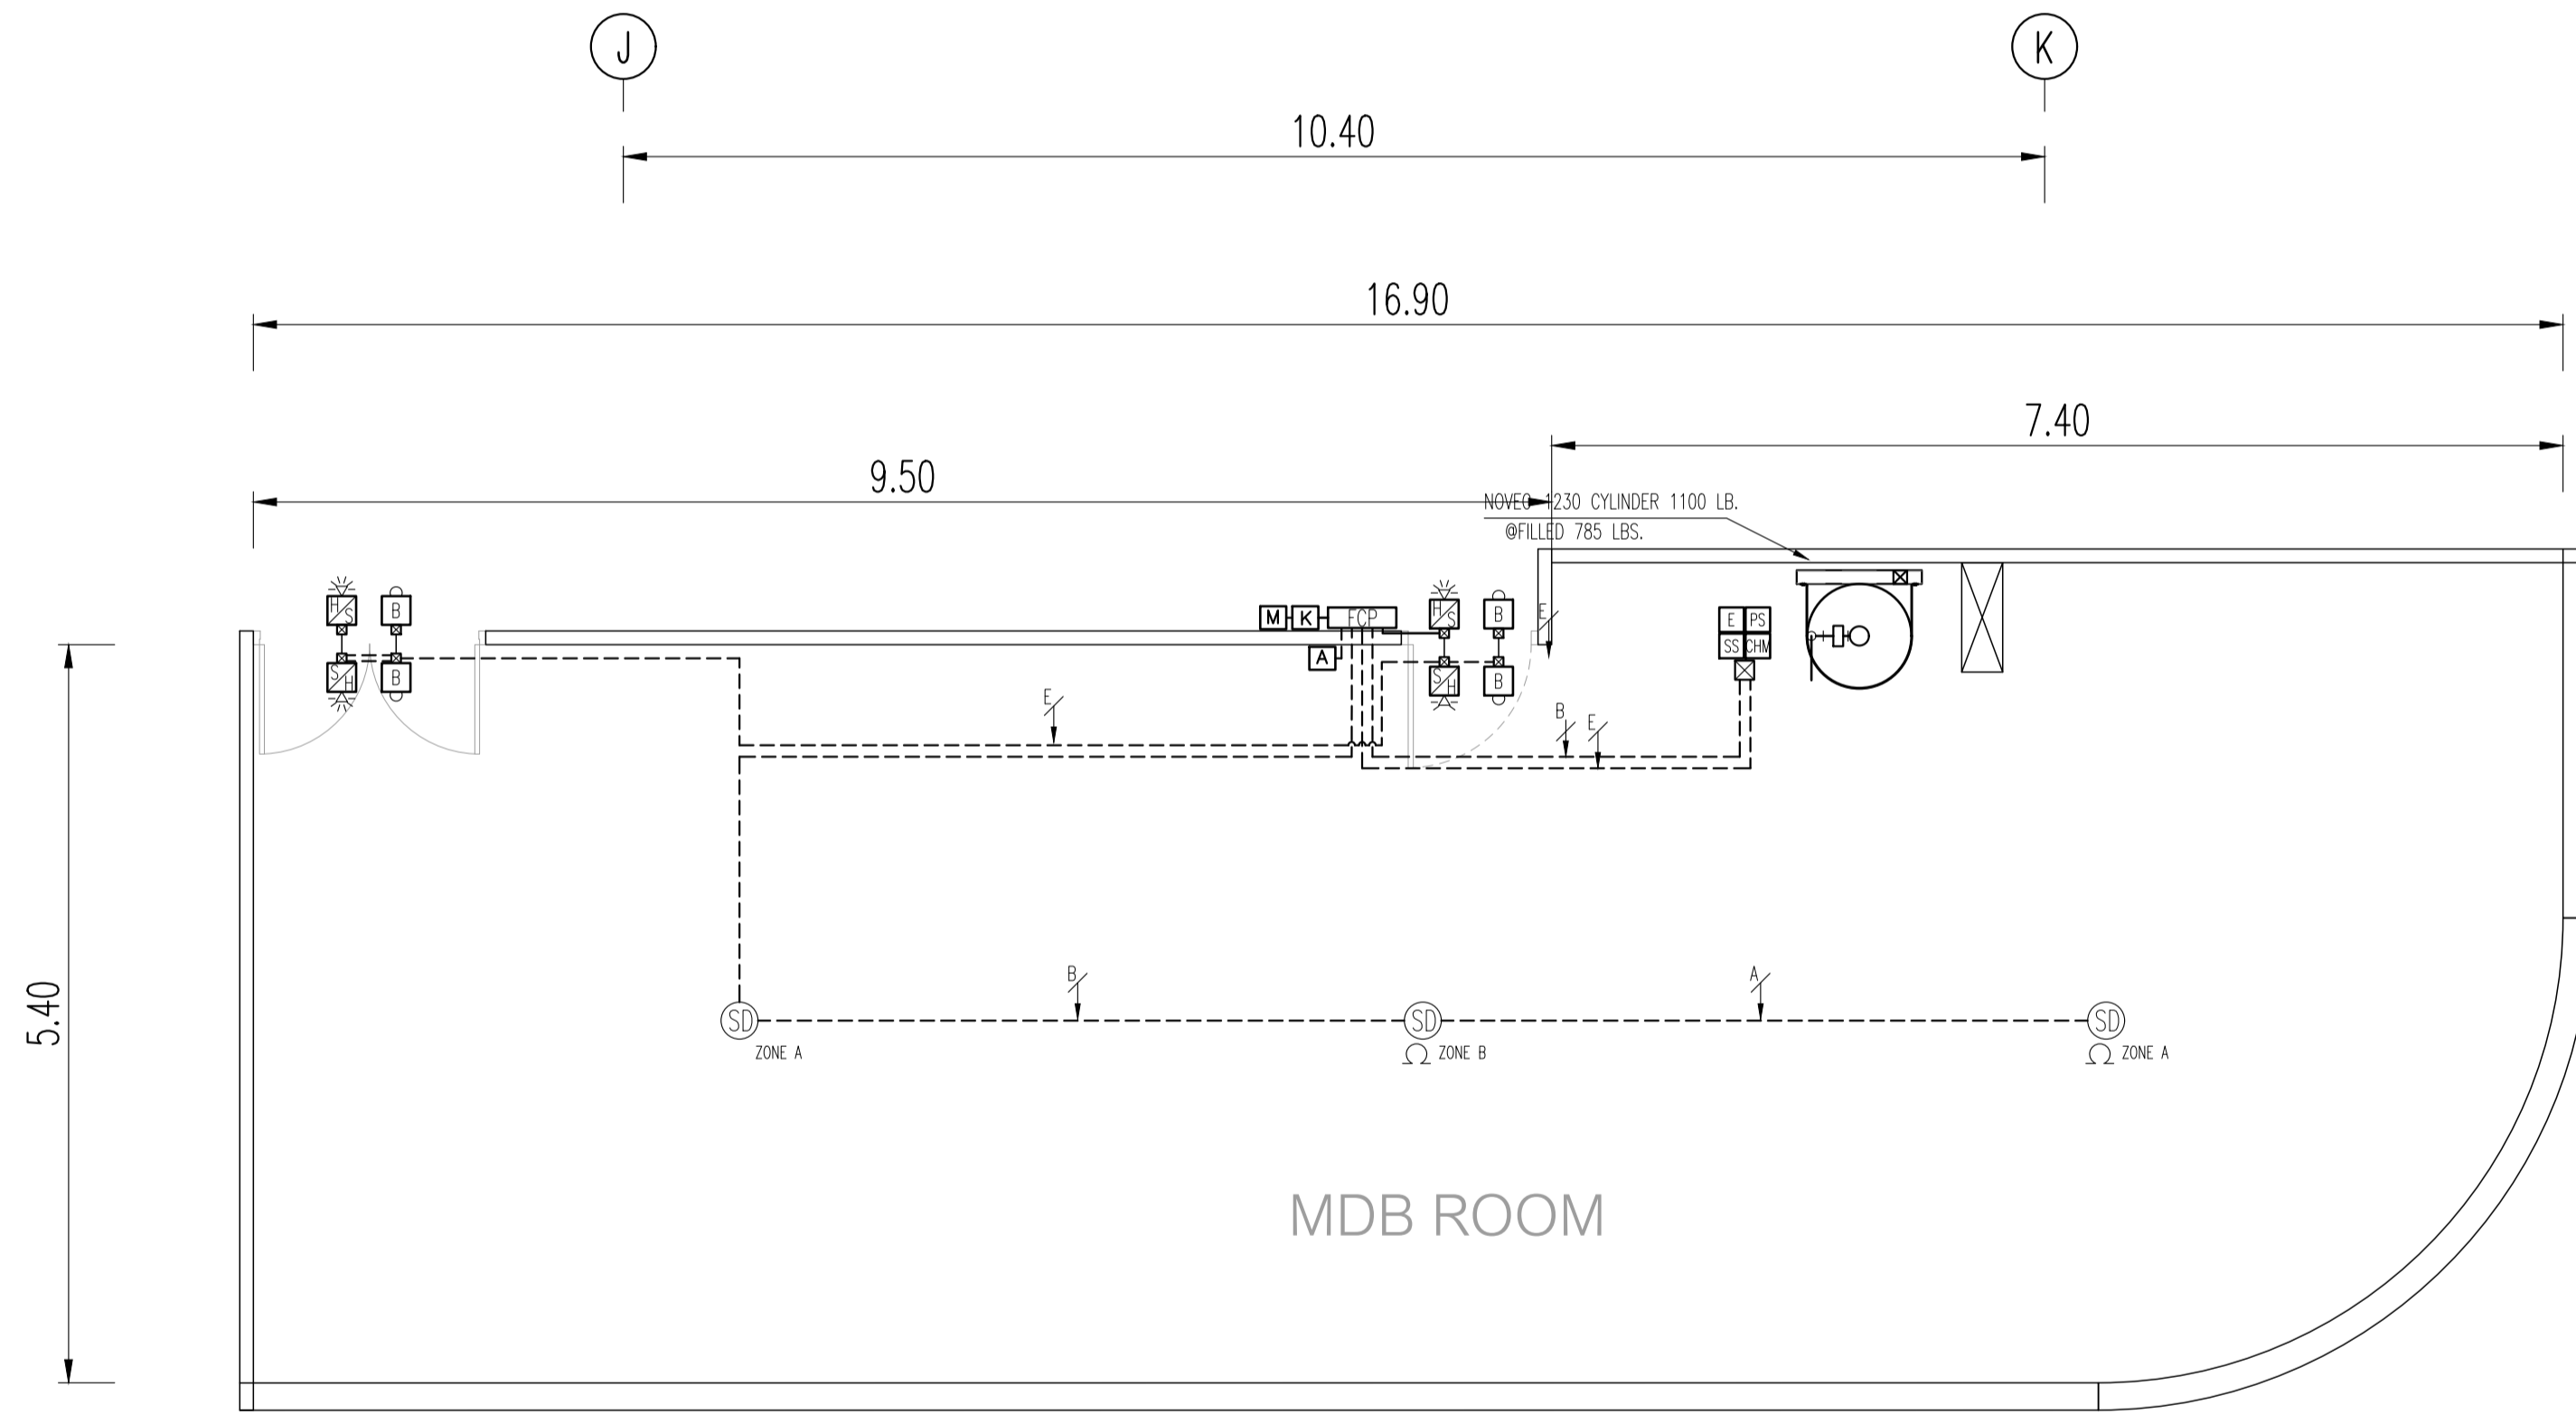 J
K
10.40
16.90
7.40
9.50
NOVEC 1230 CYLINDER 1100 LB.
@FILLED 785 LBS.
H S
B
M K FCP
H S
B
E
E PS
SS CHM
S H
B
A
S H
B
E
B
E
B
A
SD
SD
SD
ZONE A
ZONE B
ZONE A
5.40
MDB ROOM